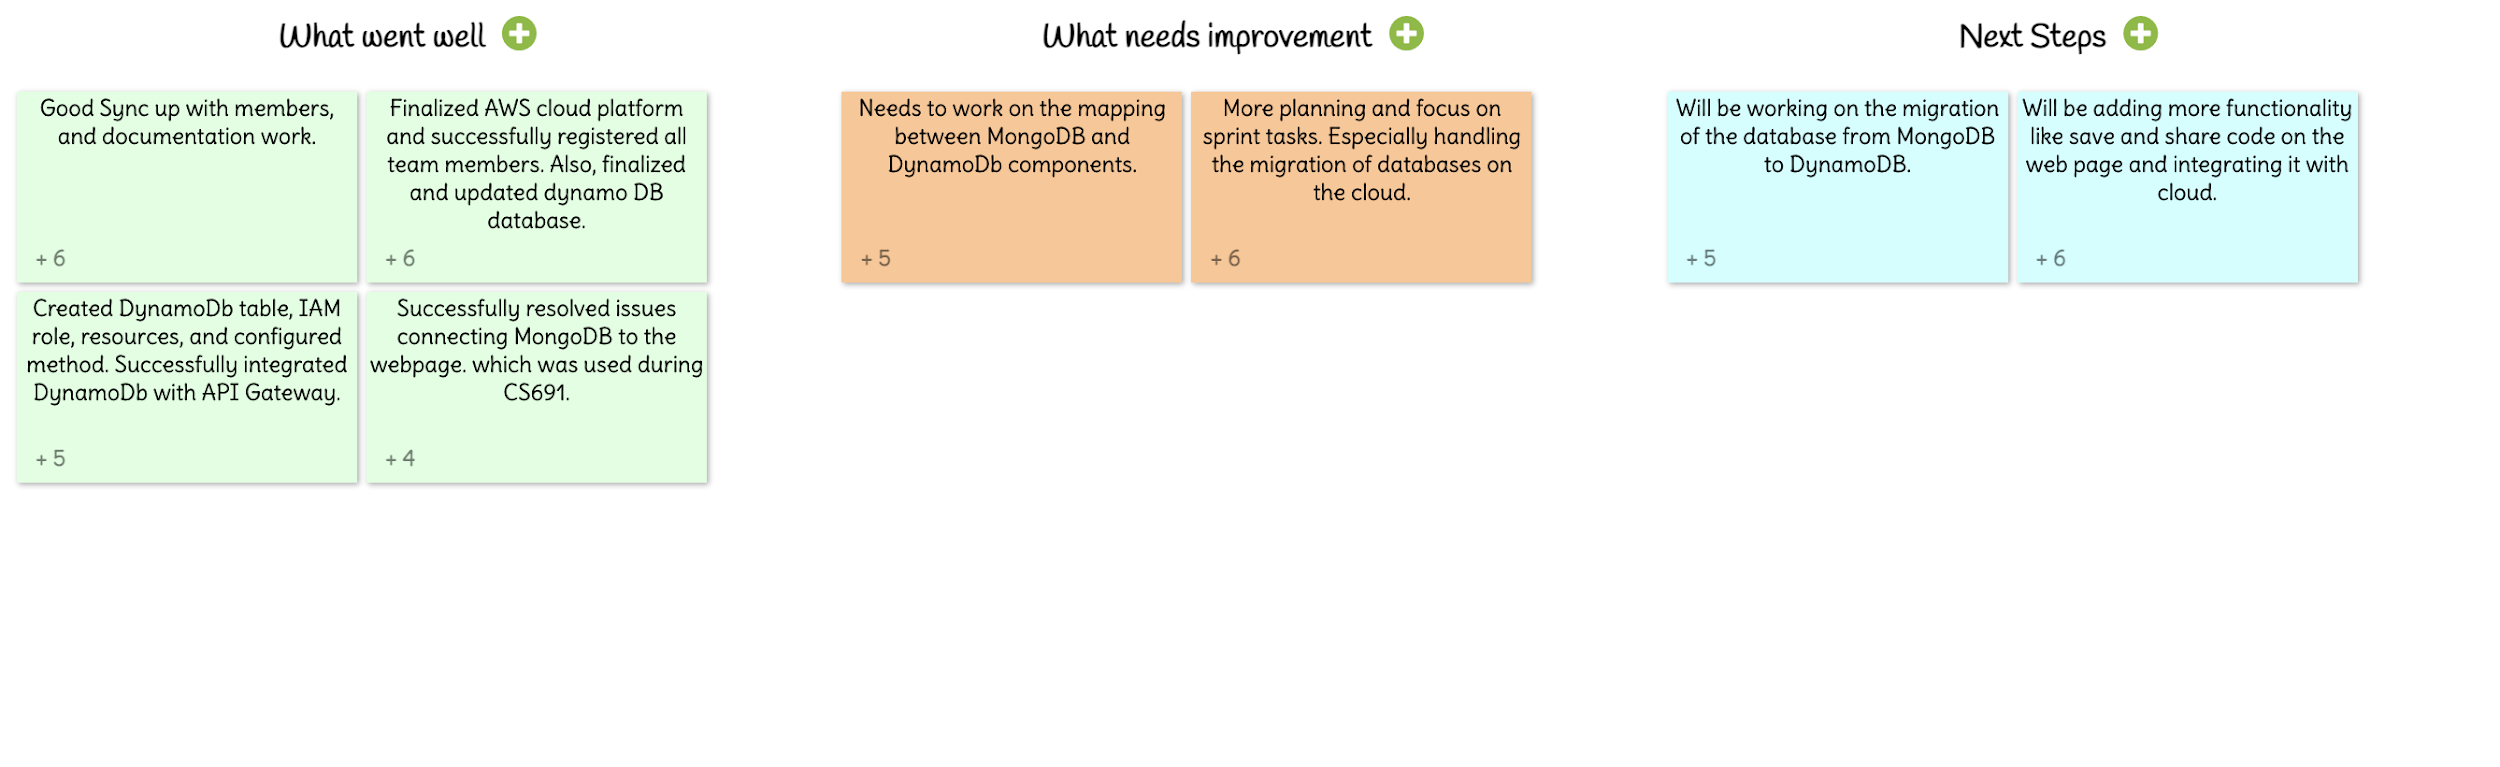 What went well
Good Sync up with members,
and documentation work.
+ 6
Finalized AWS cloud platform
and successfully registered all
team members. Also, finalized
and updated dynamo DB
database.
+ 6
Created DynamoDb table, IAM
role, resources, and configured
method. Successfully integrated
DynamoDb with API Gateway.
+ 5
Successfully resolved issues
connecting MongoDB to the
webpage. which was used during
CS691.
+ 4
What needs improvement
Needs to work on the mapping
between MongoDB and
DynamoDb components.
+ 5
More planning and focus on
sprint tasks. Especially handling
the migration of databases on
the cloud.
+ 6
Next Steps
Will be working on the migration
of the database from MongoDB
to DynamoDB.
+ 5
Will be adding more functionality
like save and share code on the
web page and integrating it with
cloud.
+ 6